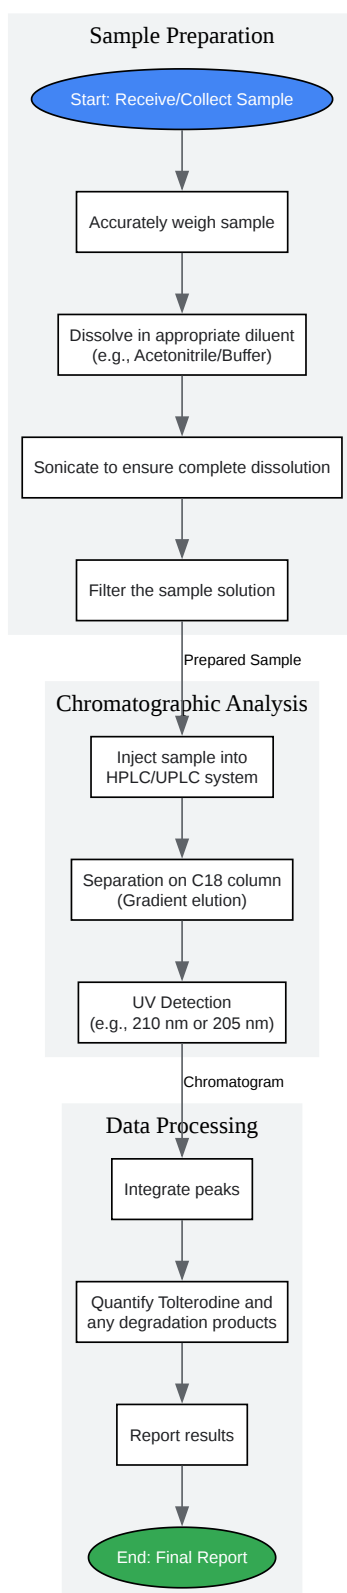 Sample Preparation
Start: Receive/Collect Sample
Accurately weigh sample
Dissolve in appropriate diluent
(e.g., Acetonitrile/Buffer)
Sonicate to ensure complete dissolution
Filter the sample solution
Prepared Sample
Chromatographic Analysis
Inject sample into
HPLC/UPLC system
Separation on C18 column
(Gradient elution)
UV Detection
(e.g., 210 nm or 205 nm)
Chromatogram
Data Processing
Integrate peaks
Quantify Tolterodine and
any degradation products
Report results
End: Final Report